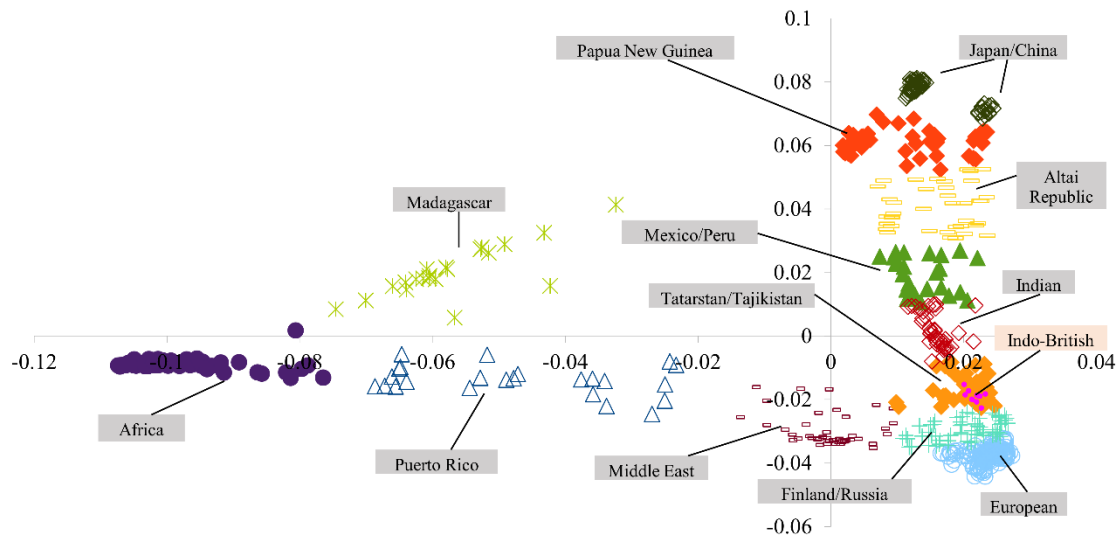 0.1
Papua New Guinea
Japan/China
0.08
0.06
Altai
Republic
Madagascar
0.04
Mexico/Peru
0.02
Indian
Tatarstan/Tajikistan
0
-0.12
-0.1
-0.08
-0.06
-0.04
-0.02
0
0.02
0.04
Indo-British
-0.02
Africa
Puerto Rico
Middle East
-0.04
Finland/Russia
European
-0.06